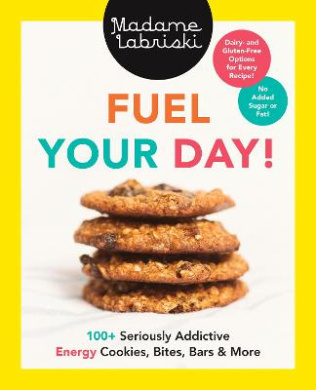 Madame
Labriski
Dairy- and
Gluten-Free
Options
for Every
Recipe!
No
Added
Sugar or
Fat!
FUEL
YOUR DAY!
100+ Seriously Addictive
Energy Cookies, Bites, Bars & More